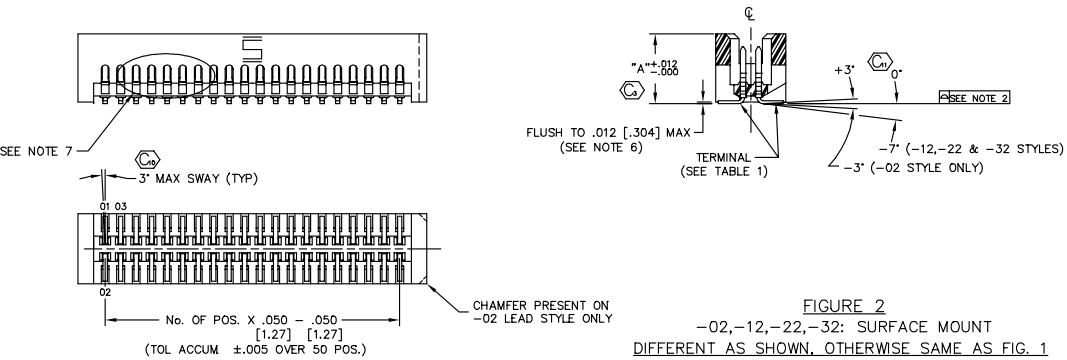 SEE NOTE 7
C10
3° MAX SWAY (TYP)
01 03
02
No. OF POS. X .050 – .050
[1.27] [1.27]
(TOL ACCUM ±.005 OVER 50 POS.)
CHAMFER PRESENT ON
-02 LEAD STYLE ONLY
℄
"A" +.012
-.000
C3
FLUSH TO .012 [.304] MAX
(SEE NOTE 6)
TERMINAL
(SEE TABLE 1)
+3°
C11
0°
SEE NOTE 2
-7° (-12,-22 & -32 STYLES)
-3° (-02 STYLE ONLY)
FIGURE 2
-02,-12,-22,-32: SURFACE MOUNT
DIFFERENT AS SHOWN, OTHERWISE SAME AS FIG. 1